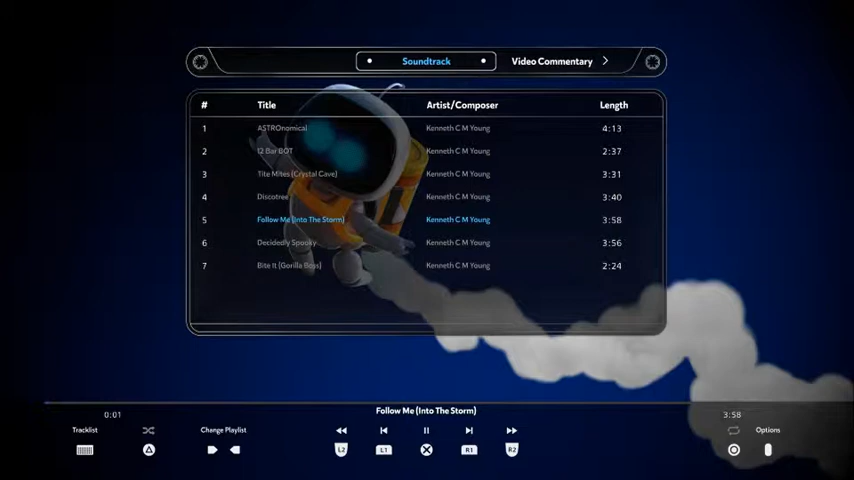 Soundtrack Video Commentary
# Title Artist/Composer Length
1 ASTROnomical Kenneth C M Young 4:13
2 12 Bar BOT Kenneth C M Young 2:37
3 Tite Mites (Crystal Cave) Kenneth C M Young 3:31
4 Discotree Kenneth C M Young 3:40
5 Follow Me (Into The Storm) Kenneth C M Young 3:58
6 Decidedly Spooky Kenneth C M Young 3:56
7 Bite It (Gorilla Boss) Kenneth C M Young 2:24
0:01 Follow Me (Into The Storm) 3:58
Tracklist Change Playlist Options
L2 L1 R1 R2